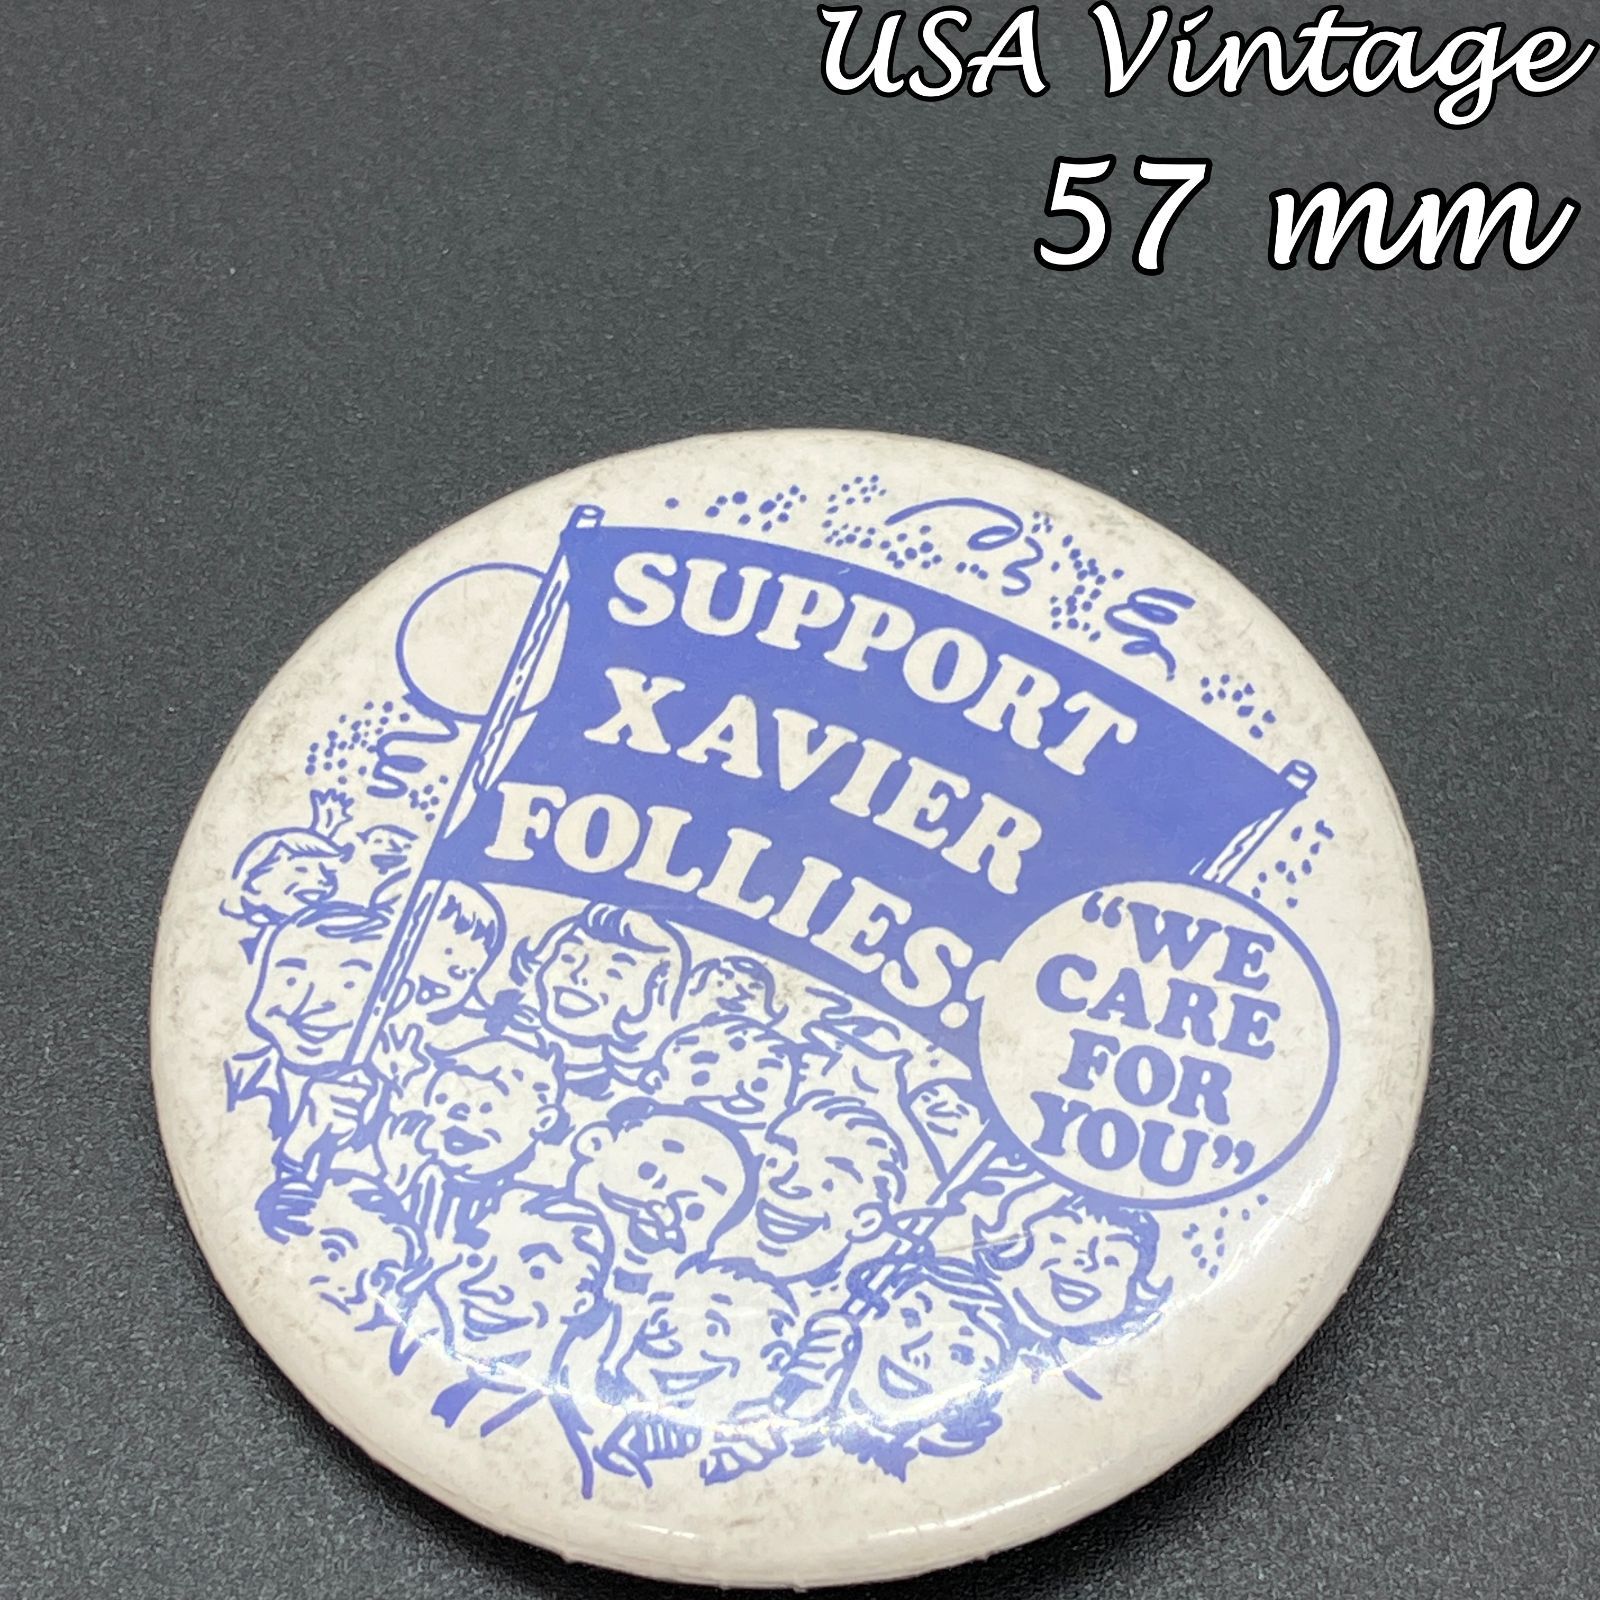 USA Vintage
57 mm
SUPPORT
XAVIER
FOLLIES!
"WE
CARE
FOR
YOU"